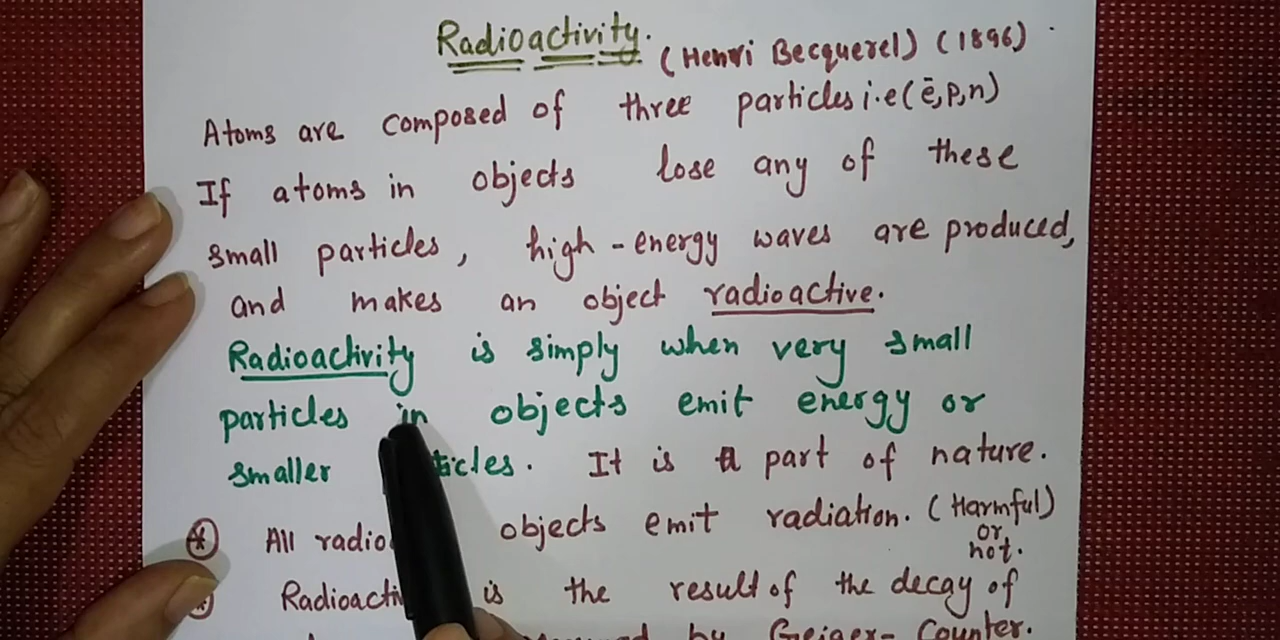 Radioactivity. (Henri Becquerel) (1896)
Atoms are composed of three particles i.e (ē, p, n)
If atoms in objects lose any of these
small particles, high-energy waves are produced,
and makes an object radioactive.
Radioactivity is simply when very small
particles in objects emit energy or
smaller ticles. It is a part of nature.
* All radio objects emit radiation. (Harmful)
or
not.
* Radioacti is the result of the decay of
by Geiger-Counter.